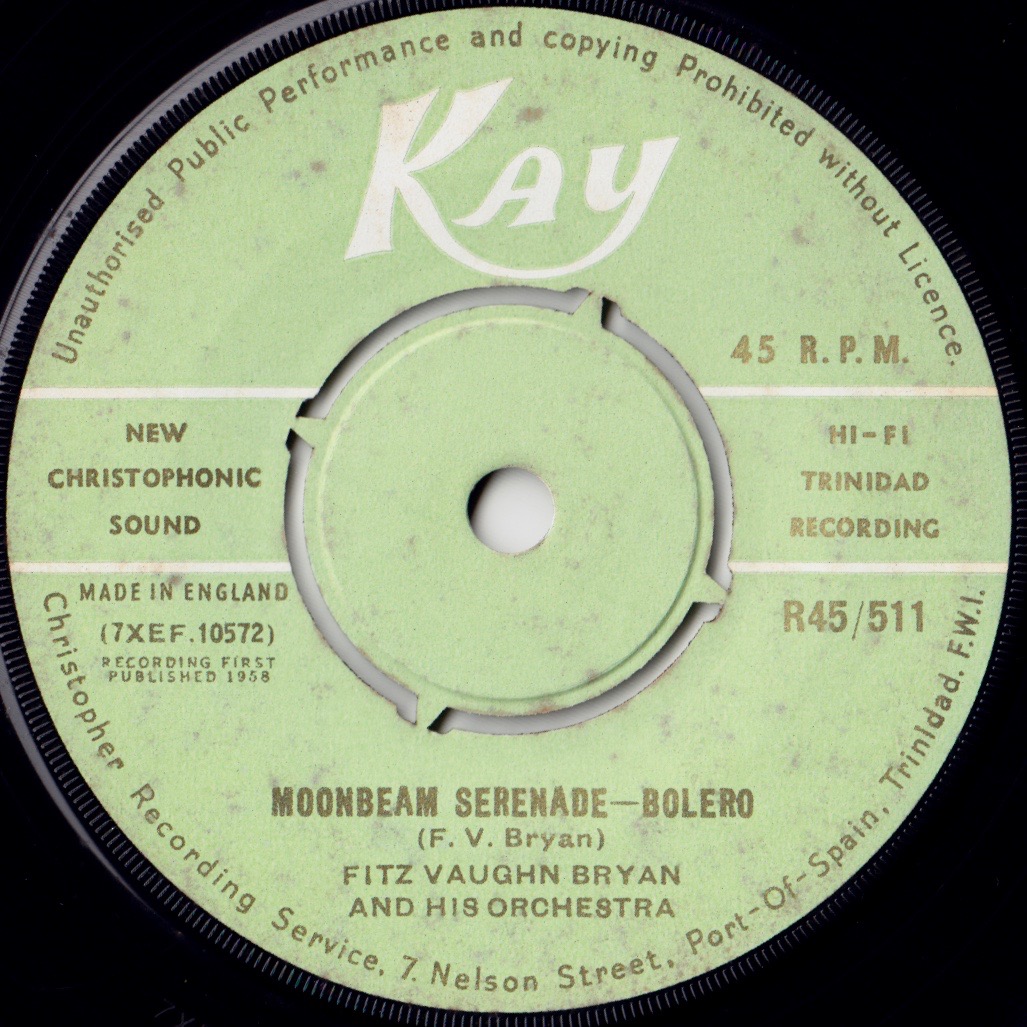 Unauthorised Public Performance and copying Prohibited without Licence.
Kay
45 R.P.M.
NEW
CHRISTOPHONIC
SOUND
HI-FI
TRINIDAD
RECORDING
MADE IN ENGLAND
(7XEF.10572)
RECORDING FIRST
PUBLISHED 1958
R45/511
MOONBEAM SERENADE—BOLERO
(F. V. Bryan)
FITZ VAUGHN BRYAN
AND HIS ORCHESTRA
Christopher Recording Service, 7 Nelson Street, Port-Of-Spain, Trinidad. F.W.I.